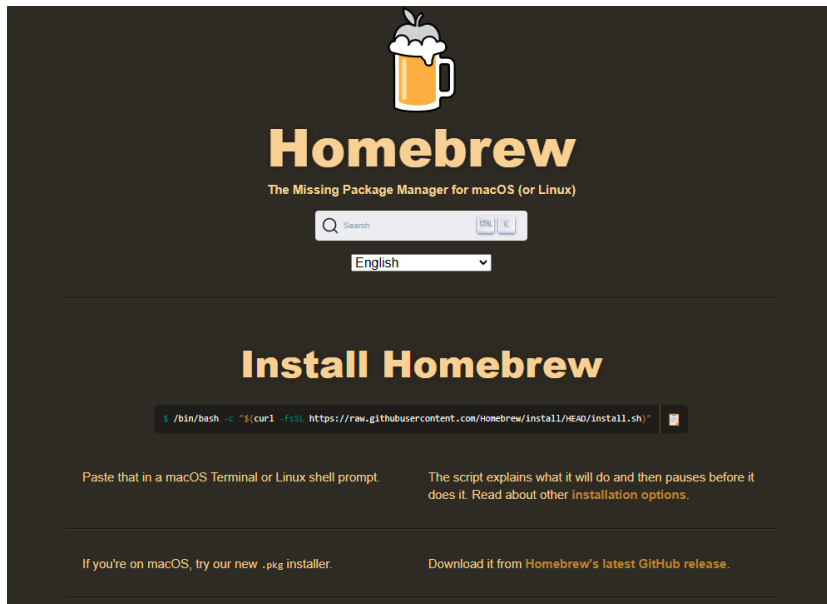 Homebrew
The Missing Package Manager for macOS (or Linux)
Search CTRL K
English
Install Homebrew
$ /bin/bash -c "$(curl -fsSL https://raw.githubusercontent.com/Homebrew/install/HEAD/install.sh)"
Paste that in a macOS Terminal or Linux shell prompt.
The script explains what it will do and then pauses before it
does it. Read about other installation options.
If you're on macOS, try our new .pkg installer.
Download it from Homebrew's latest GitHub release.